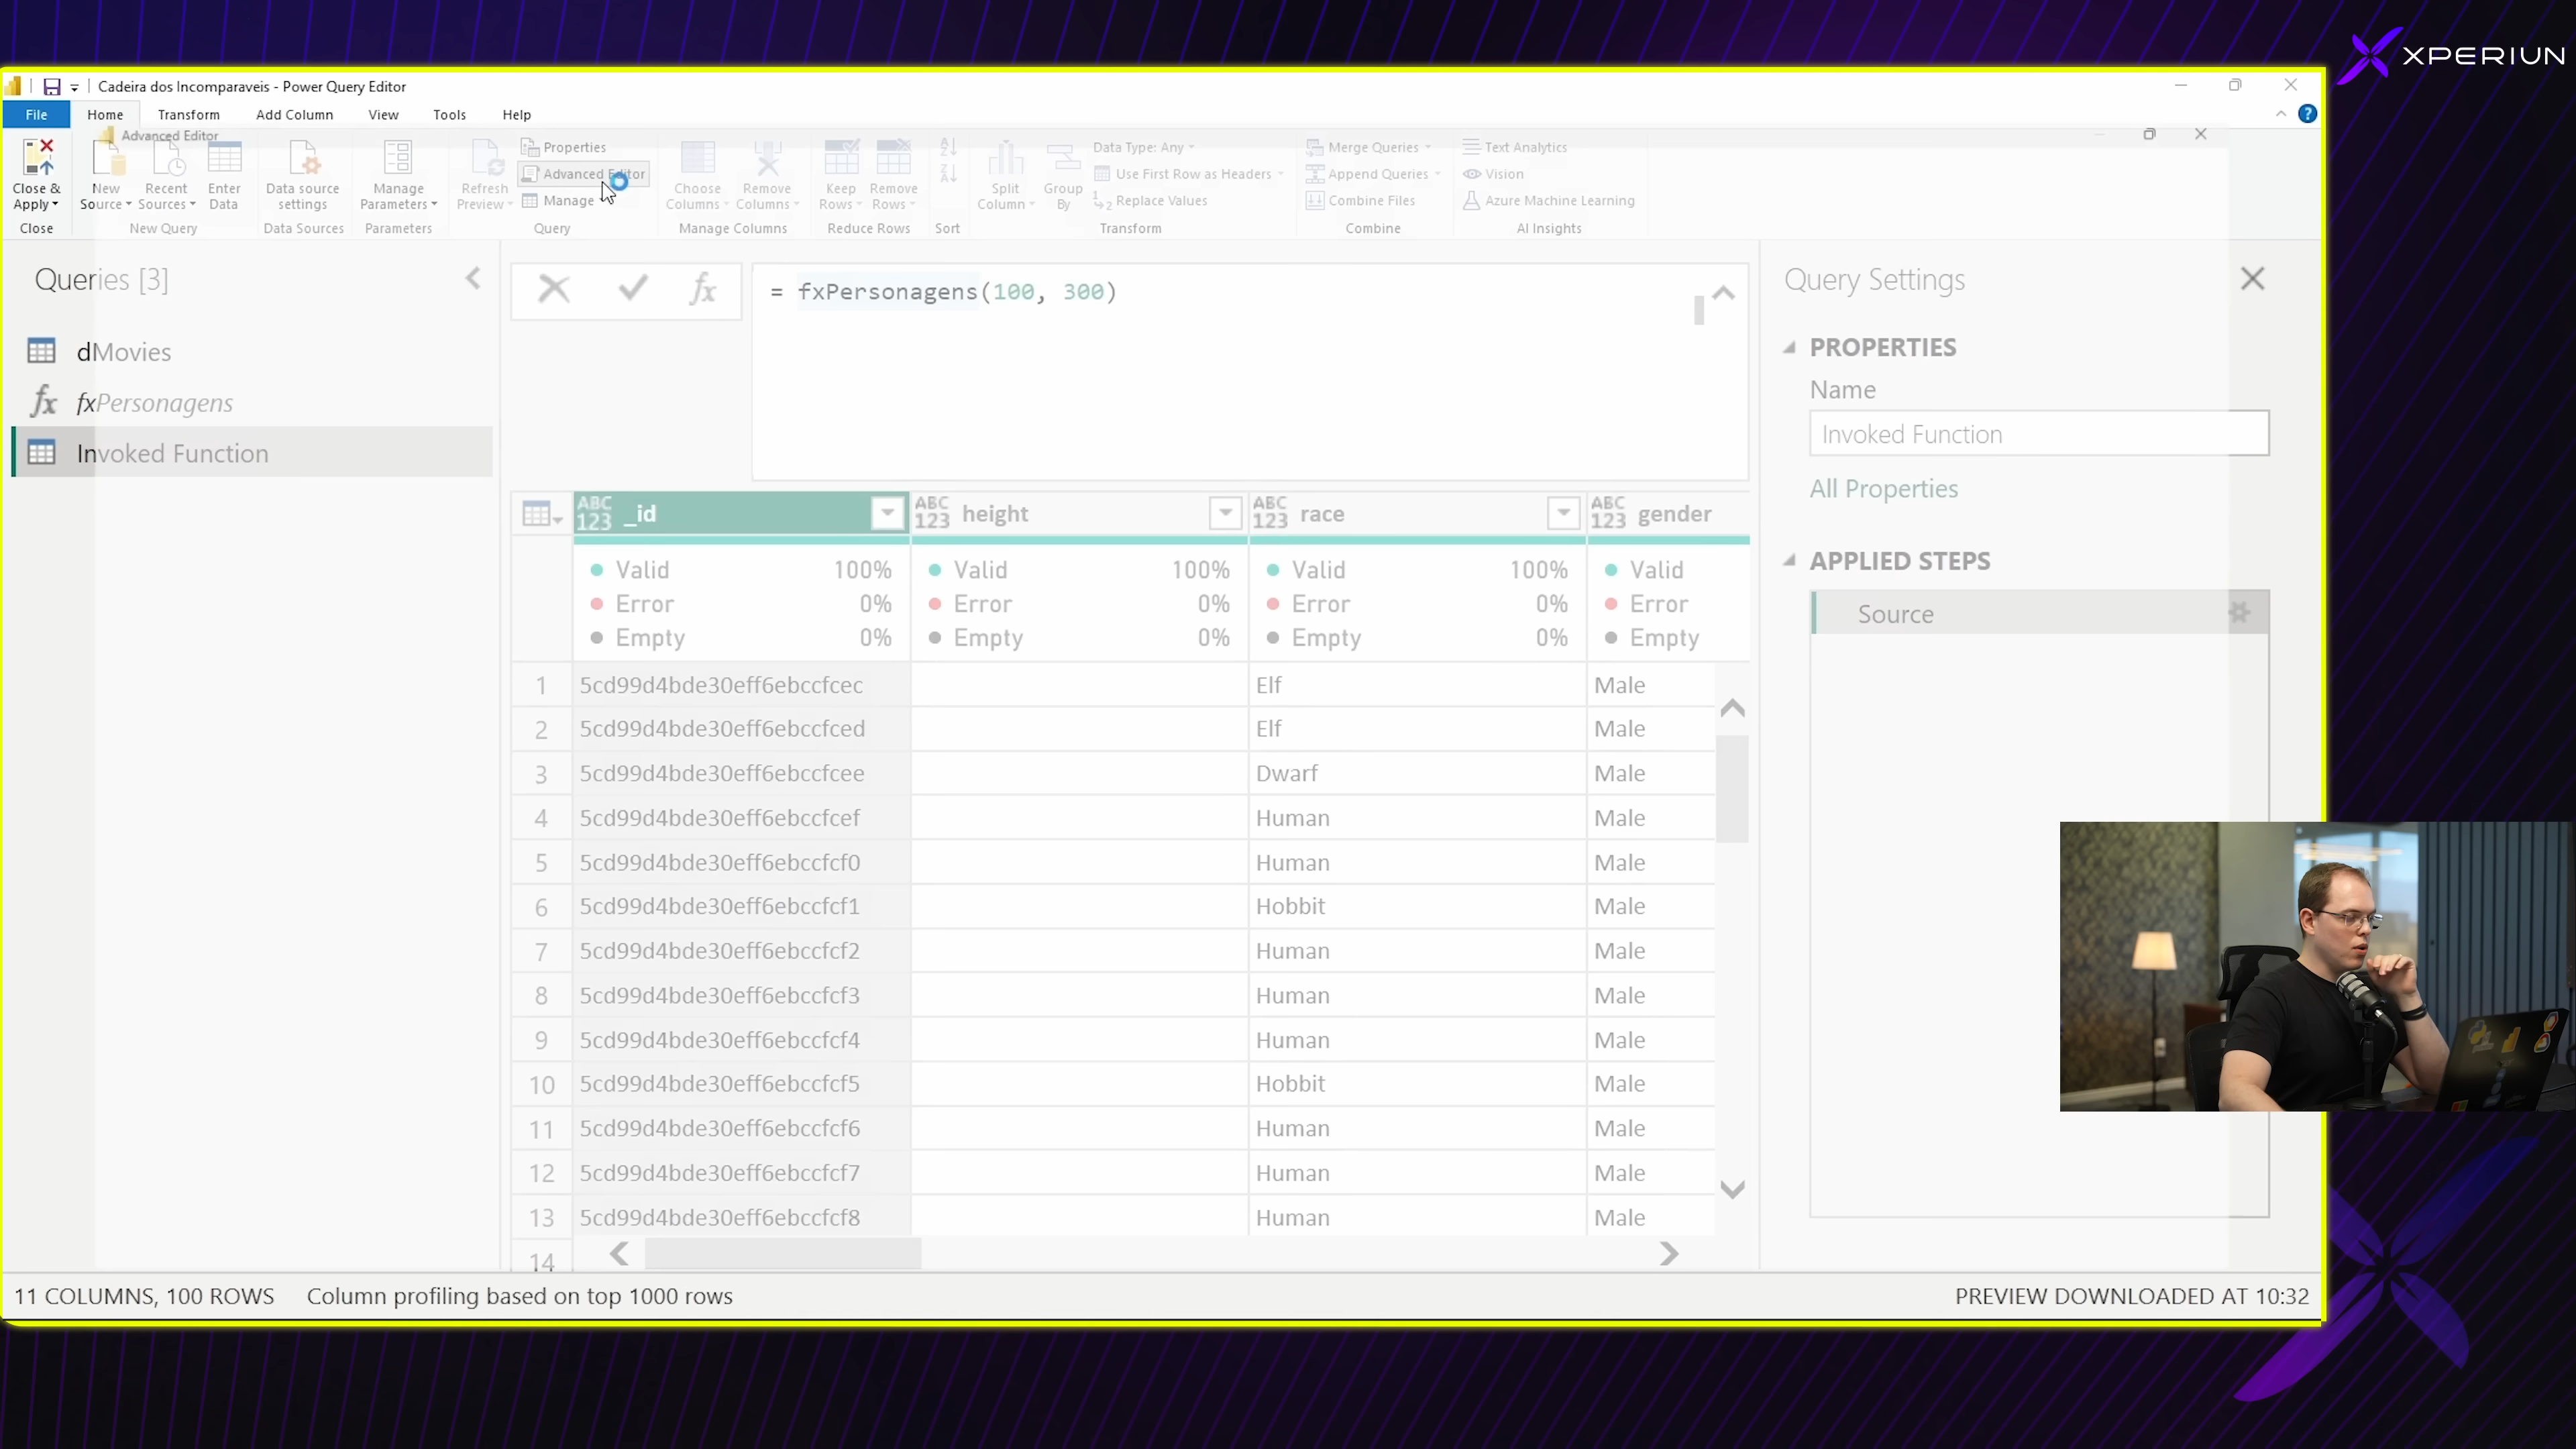 XPERIUN
Cadeira dos Incomparaveis - Power Query Editor
File Home Transform Add Column View Tools Help
Advanced Editor
Close & Apply
New Source
Recent Sources
Enter Data
Data source settings
Manage Parameters
Refresh Preview
Properties
Advanced Editor
Manage
Choose Columns
Remove Columns
Keep Rows
Remove Rows
Split Column
Group By
Data Type: Any
Use First Row as Headers
Replace Values
Merge Queries
Append Queries
Combine Files
Text Analytics
Vision
Azure Machine Learning
Close New Query Data Sources Parameters Query Manage Columns Reduce Rows Sort Transform Combine AI Insights
Queries [3]
dMovies
fx fxPersonagens
Invoked Function
fx
= fxPersonagens(100, 300)
ABC 123 _id ABC 123 height ABC 123 race ABC 123 gender
Valid 100% Valid 100% Valid 100% Valid
Error 0% Error 0% Error 0% Error
Empty 0% Empty 0% Empty 0% Empty
1 5cd99d4bde30eff6ebccfcec Elf Male
2 5cd99d4bde30eff6ebccfced Elf Male
3 5cd99d4bde30eff6ebccfcee Dwarf Male
4 5cd99d4bde30eff6ebccfcef Human Male
5 5cd99d4bde30eff6ebccfcf0 Human Male
6 5cd99d4bde30eff6ebccfcf1 Hobbit Male
7 5cd99d4bde30eff6ebccfcf2 Human Male
8 5cd99d4bde30eff6ebccfcf3 Human Male
9 5cd99d4bde30eff6ebccfcf4 Human Male
10 5cd99d4bde30eff6ebccfcf5 Hobbit Male
11 5cd99d4bde30eff6ebccfcf6 Human Male
12 5cd99d4bde30eff6ebccfcf7 Human Male
13 5cd99d4bde30eff6ebccfcf8 Human Male
14
Query Settings
PROPERTIES
Name
Invoked Function
All Properties
APPLIED STEPS
Source
11 COLUMNS, 100 ROWS Column profiling based on top 1000 rows
PREVIEW DOWNLOADED AT 10:32